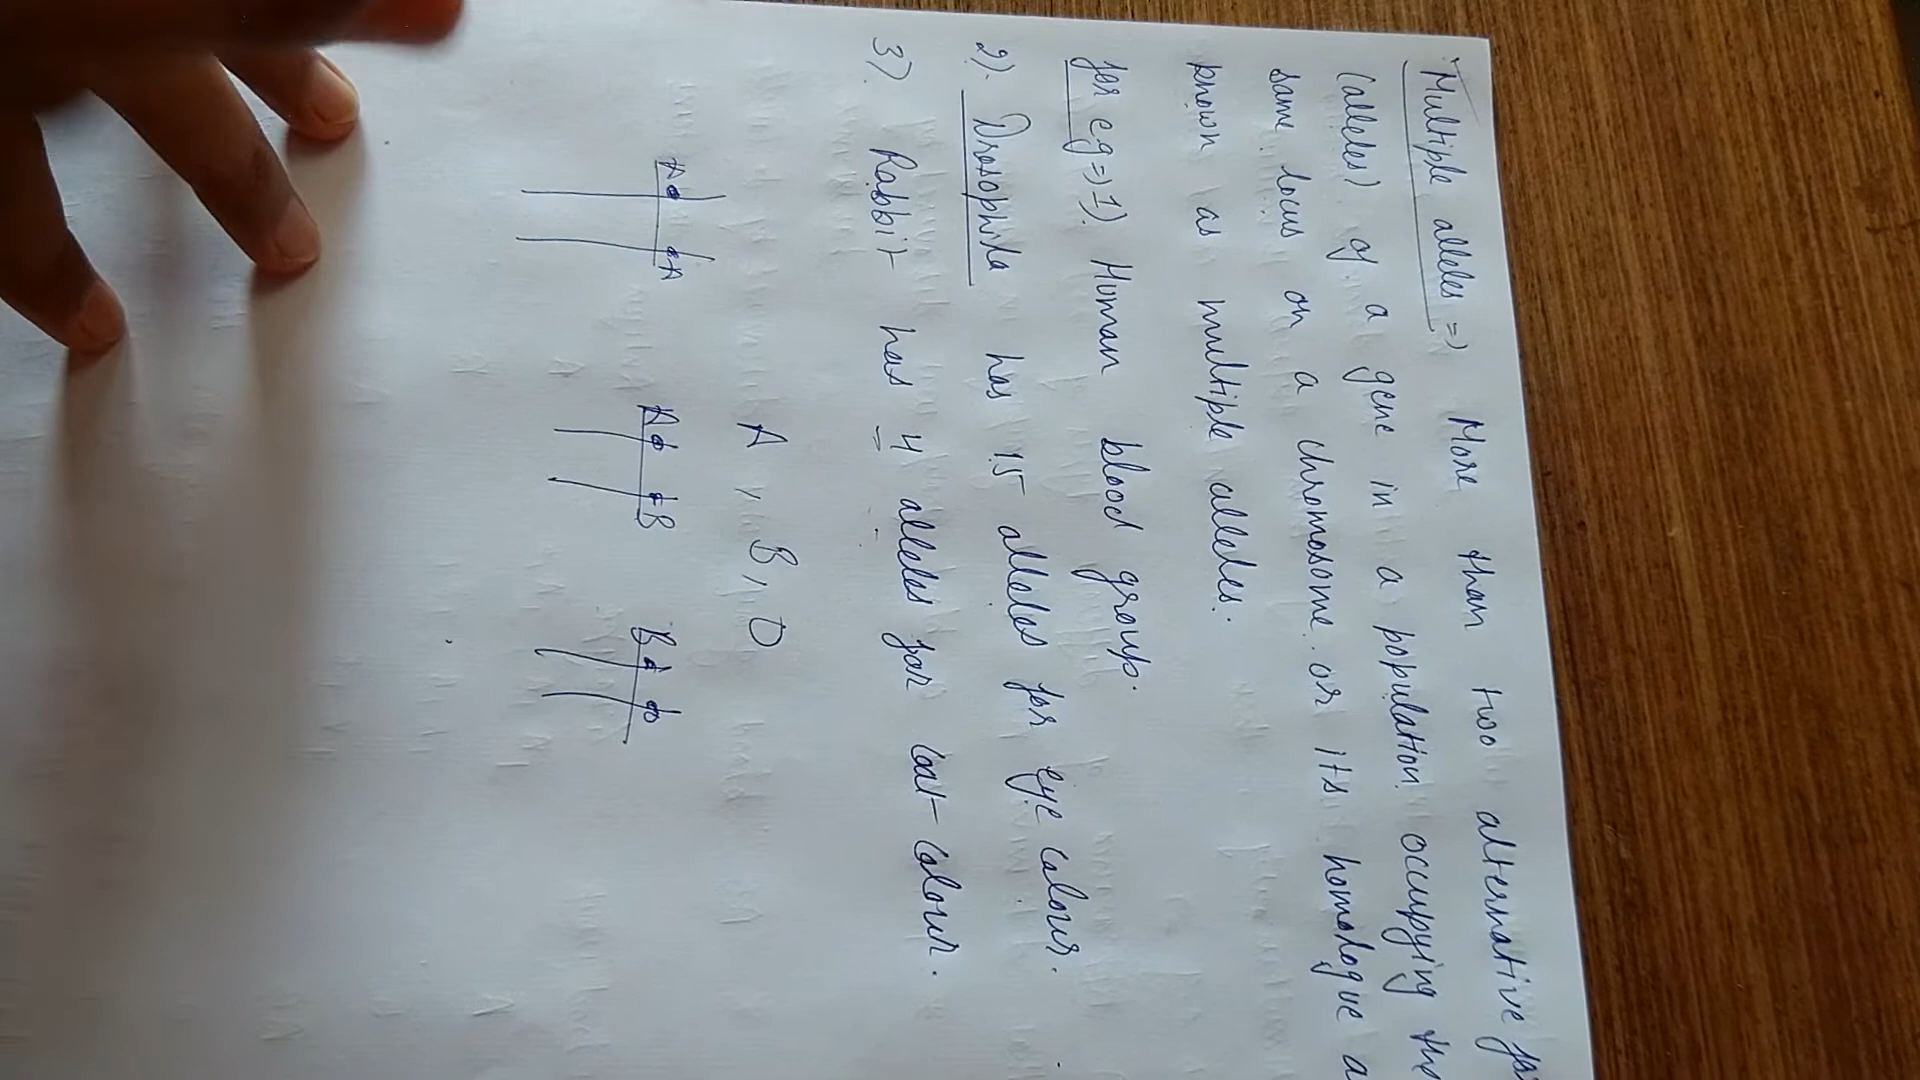 Multiple alleles => More than two alternative for
(alleles) of a gene in a population occupying the
same locus on a chromosome or its homologue a
known as multiple alleles.
for eg => 1). Human blood group.
2). Drosophila has 15 alleles for eye colour.
3) Rabbit has 4 alleles for coat colour.
A, B, O
A A A B B